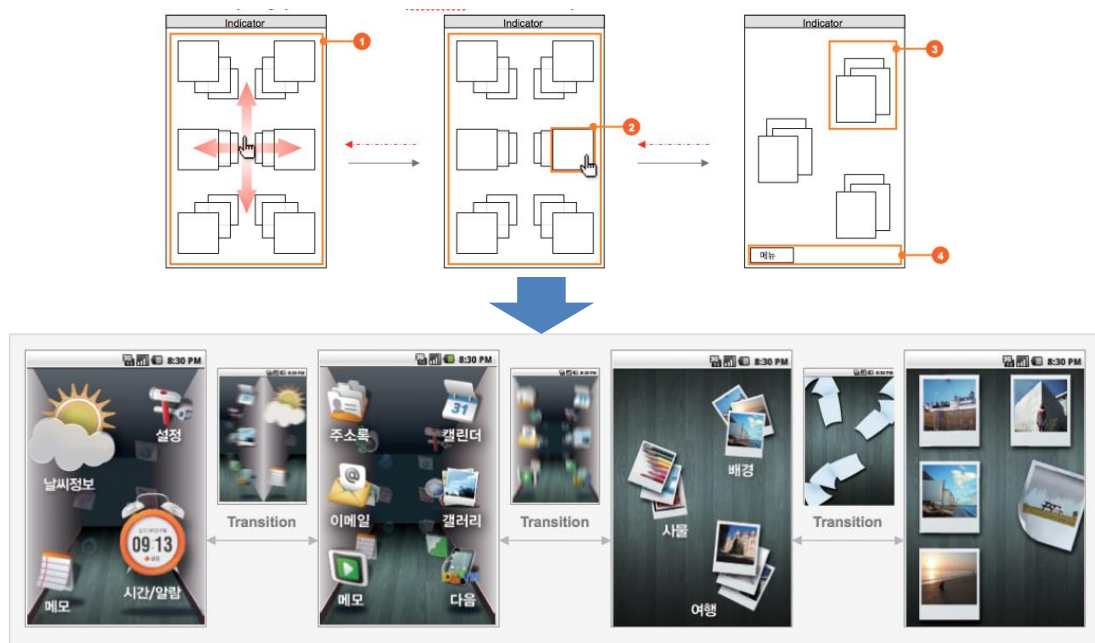 Indicator
Indicator
Indicator
1
2
3
4
메뉴
8:30 PM
8:30 PM
8:30 PM
8:30 PM
설정
날씨정보
09:13
시간/알람
메모
Transition
주소록
31
캘린더
이메일
갤러리
메모
다음
Transition
배경
사물
여행
Transition